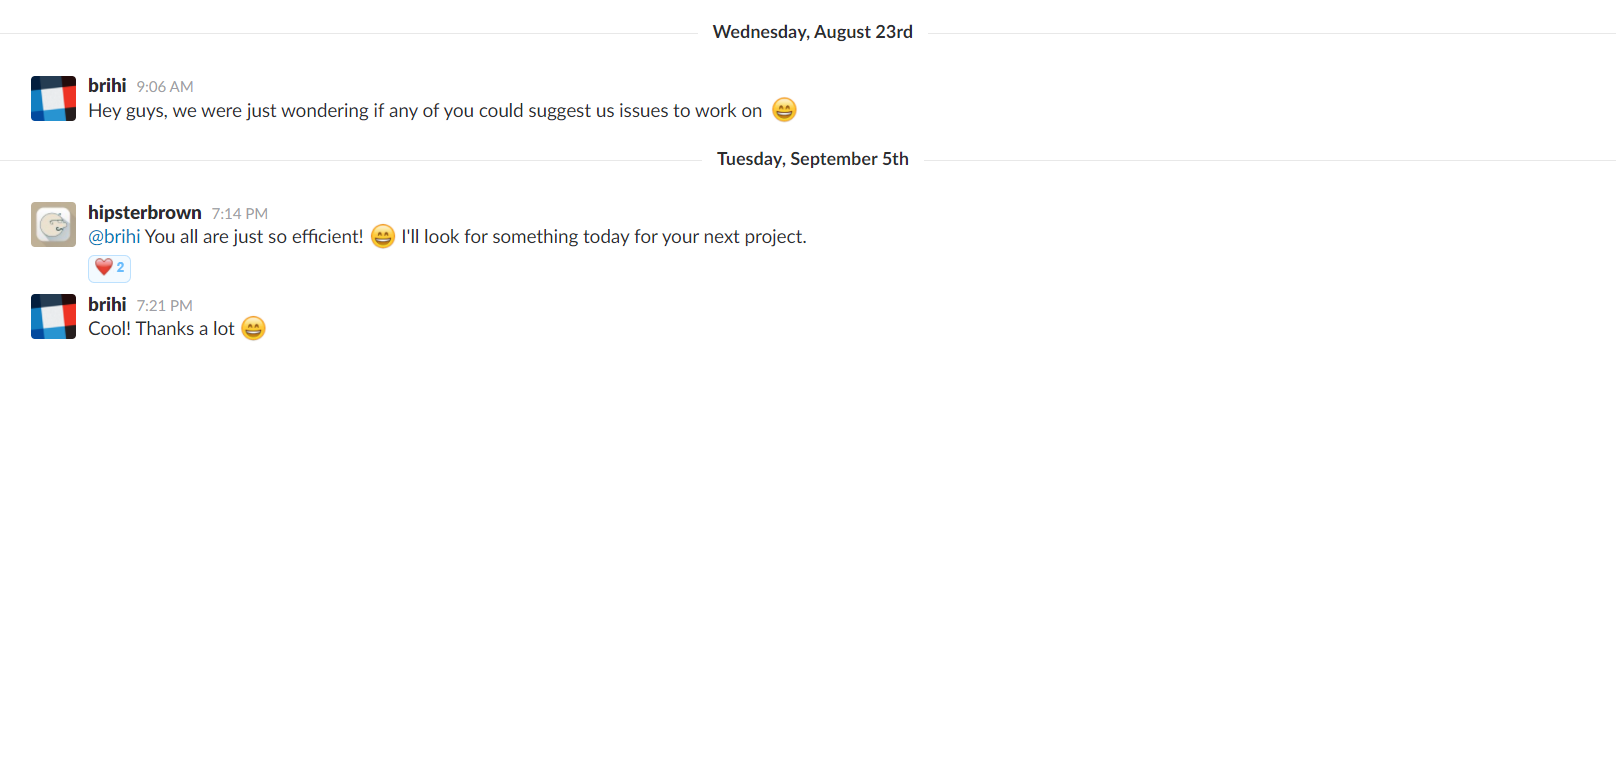 Wednesday, August 23rd
brihi 9:06 AM
Hey guys, we were just wondering if any of you could suggest us issues to work on 😄
Tuesday, September 5th
hipsterbrown 7:14 PM
@brihi You all are just so efficient! 😄 I'll look for something today for your next project.
❤️ 2
brihi 7:21 PM
Cool! Thanks a lot 😄